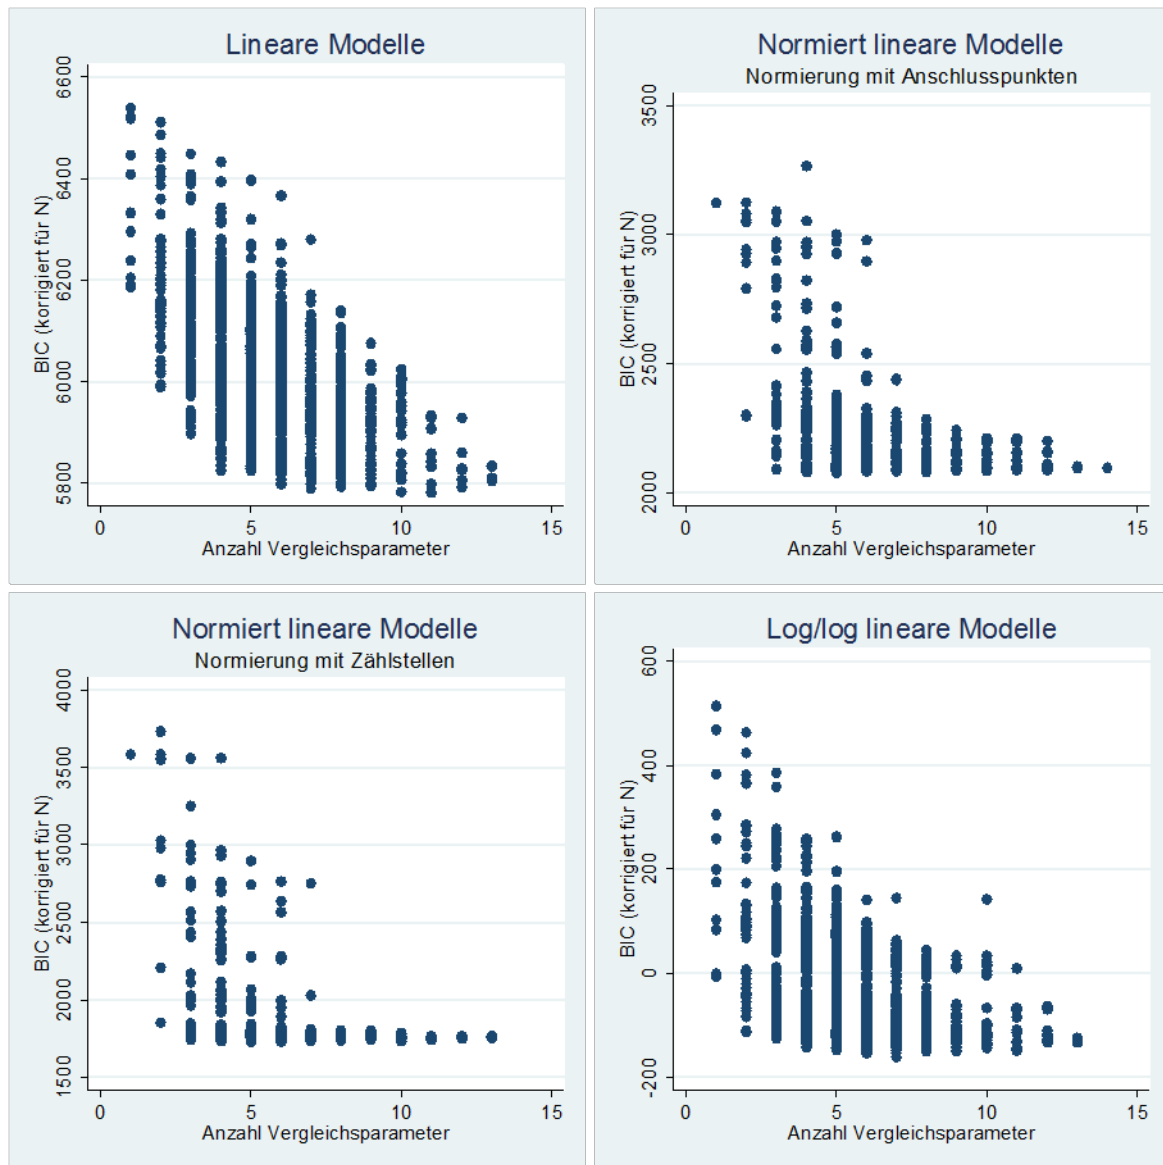 Lineare Modelle
BIC (korrigiert für N)
6600
6400
6200
6000
5800
0 5 10 15
Anzahl Vergleichsparameter
Normiert lineare Modelle
Normierung mit Anschlusspunkten
BIC (korrigiert für N)
3500
3000
2500
2000
0 5 10 15
Anzahl Vergleichsparameter
Normiert lineare Modelle
Normierung mit Zählstellen
BIC (korrigiert für N)
4000
3500
3000
2500
2000
1500
0 5 10 15
Anzahl Vergleichsparameter
Log/log lineare Modelle
BIC (korrigiert für N)
600
400
200
0
-200
0 5 10 15
Anzahl Vergleichsparameter